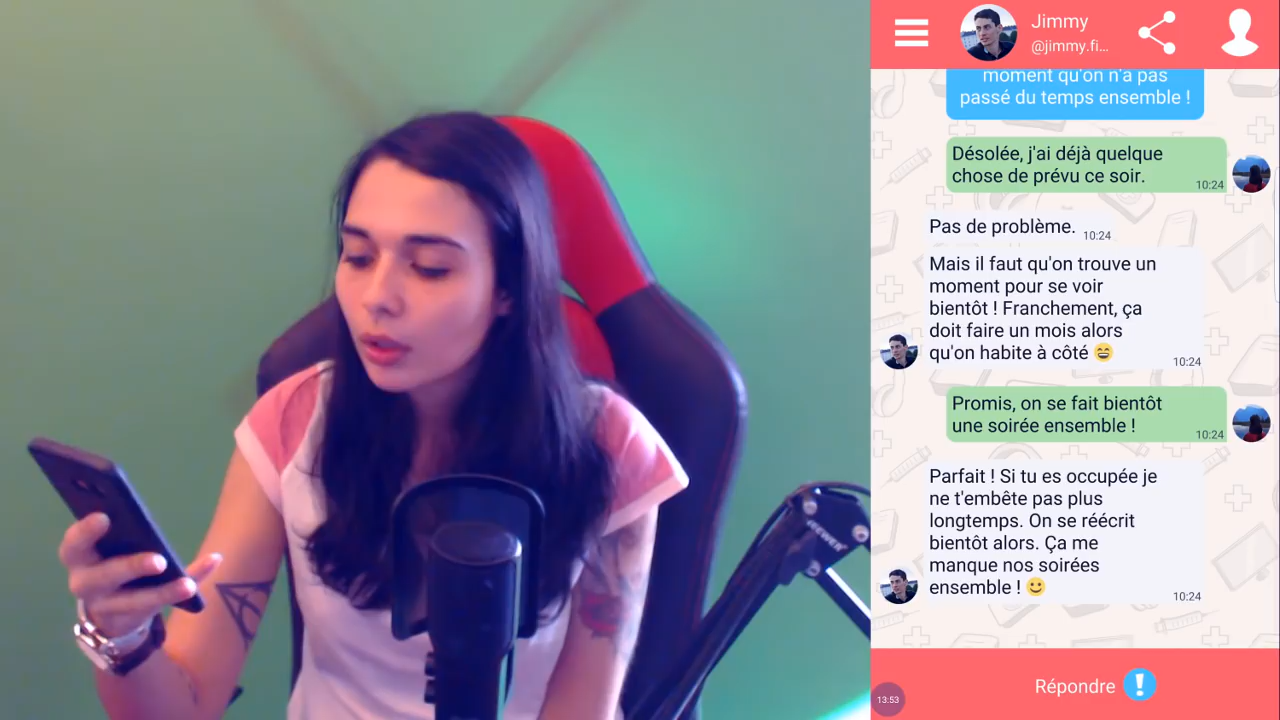 Jimmy
@jimmy.fi...
moment qu'on n'a pas
passé du temps ensemble !
Désolée, j'ai déjà quelque
chose de prévu ce soir.
10:24
Pas de problème.
10:24
Mais il faut qu'on trouve un
moment pour se voir
bientôt ! Franchement, ça
doit faire un mois alors
qu'on habite à côté 😄
10:24
Promis, on se fait bientôt
une soirée ensemble !
10:24
Parfait ! Si tu es occupée je
ne t'embête pas plus
longtemps. On se réécrit
bientôt alors. Ça me
manque nos soirées
ensemble ! 🙂
10:24
Répondre
13:53
NEEWER